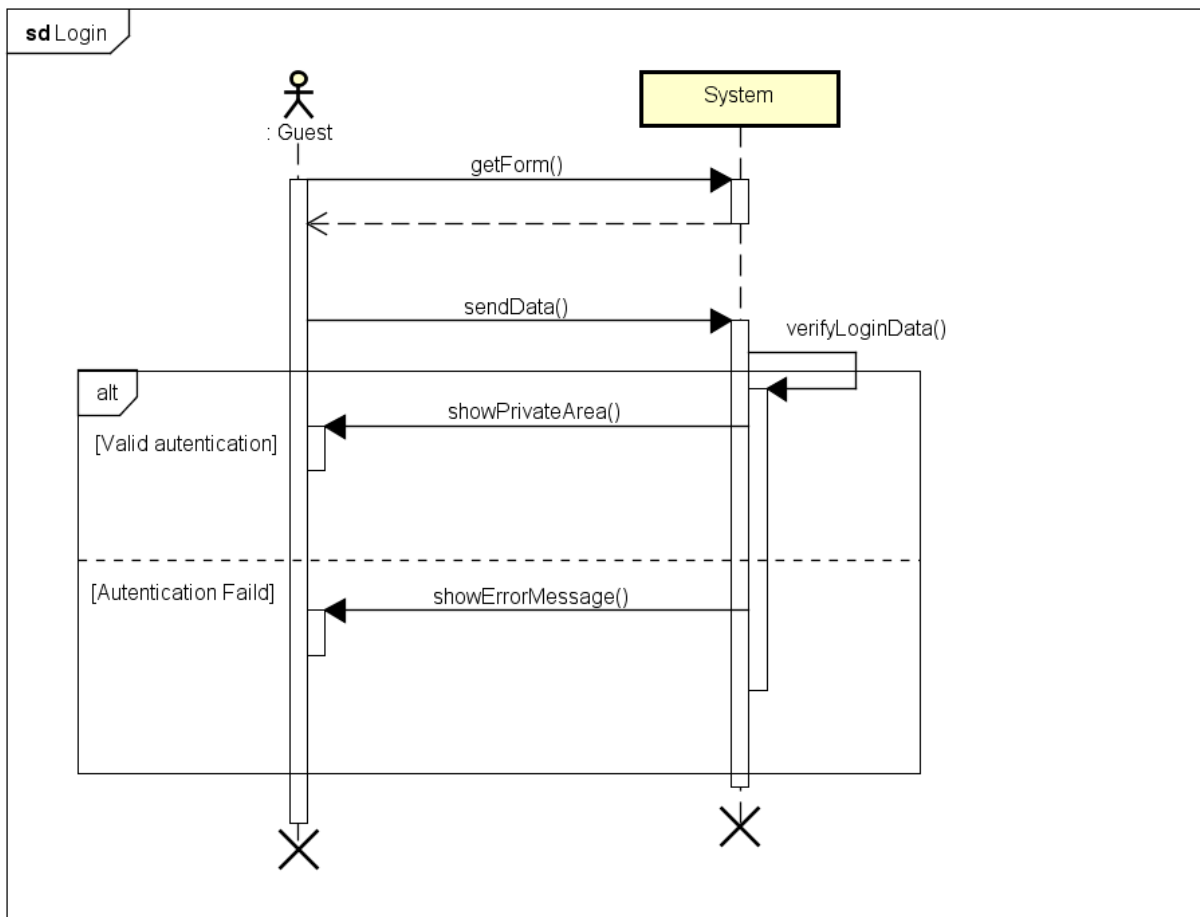 sd Login
: Guest
System
getForm()
sendData()
verifyLoginData()
alt
showPrivateArea()
[Valid autentication]
[Autentication Faild]
showErrorMessage()